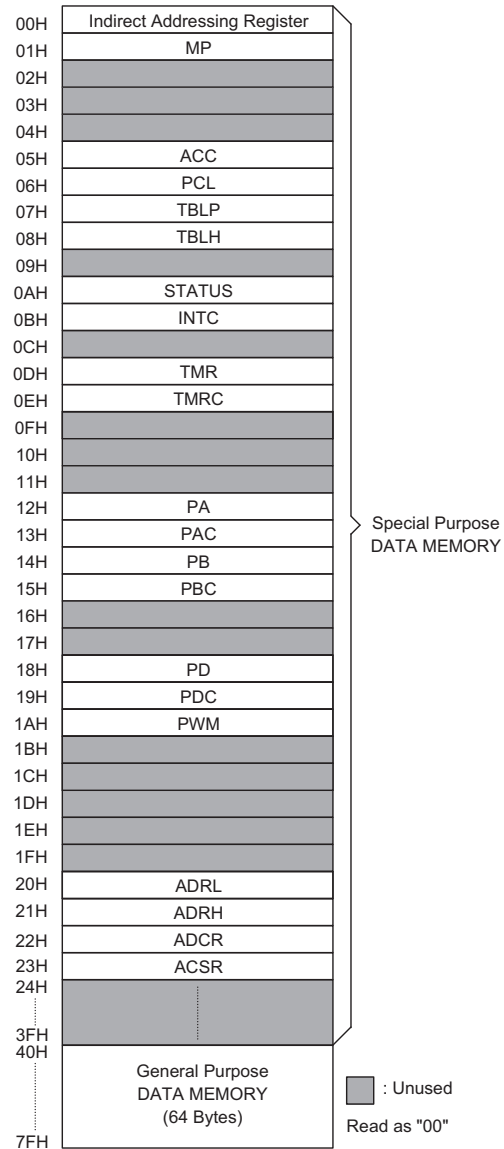 00H Indirect Addressing Register
01H MP
02H
03H
04H
05H ACC
06H PCL
07H TBLP
08H TBLH
09H
0AH STATUS
0BH INTC
0CH
0DH TMR
0EH TMRC
0FH
10H
11H
12H PA
13H PAC
14H PB
15H PBC
16H
17H
18H PD
19H PDC
1AH PWM
1BH
1CH
1DH
1EH
1FH
20H ADRL
21H ADRH
22H ADCR
23H ACSR
24H
3FH
40H
7FH
General Purpose
DATA MEMORY
(64 Bytes)
Special Purpose
DATA MEMORY
: Unused
Read as "00"